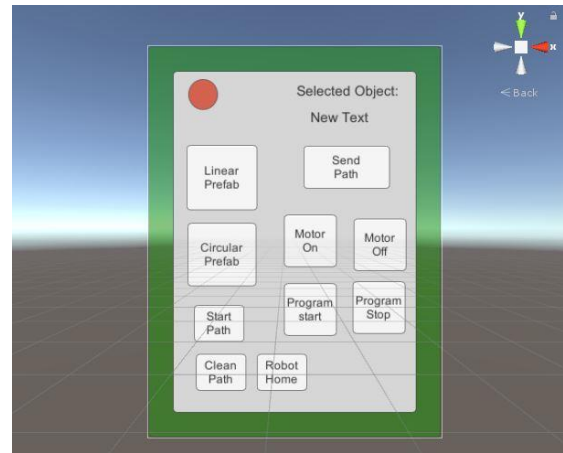 y
x
Back
Selected Object:
New Text
Linear
Prefab
Send
Path
Circular
Prefab
Motor
On
Motor
Off
Start
Path
Program
start
Program
Stop
Clean
Path
Robot
Home